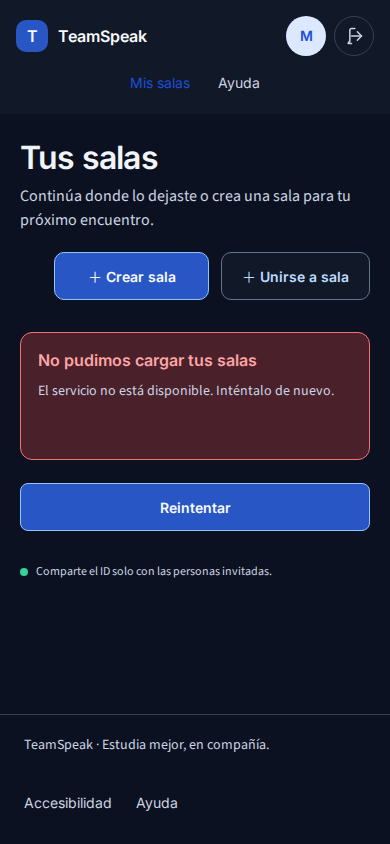 T TeamSpeak M
Mis salas Ayuda
Tus salas
Continúa donde lo dejaste o crea una sala para tu
próximo encuentro.
+ Crear sala + Unirse a sala
No pudimos cargar tus salas
El servicio no está disponible. Inténtalo de nuevo.
Reintentar
Comparte el ID solo con las personas invitadas.
TeamSpeak · Estudia mejor, en compañía.
Accesibilidad Ayuda